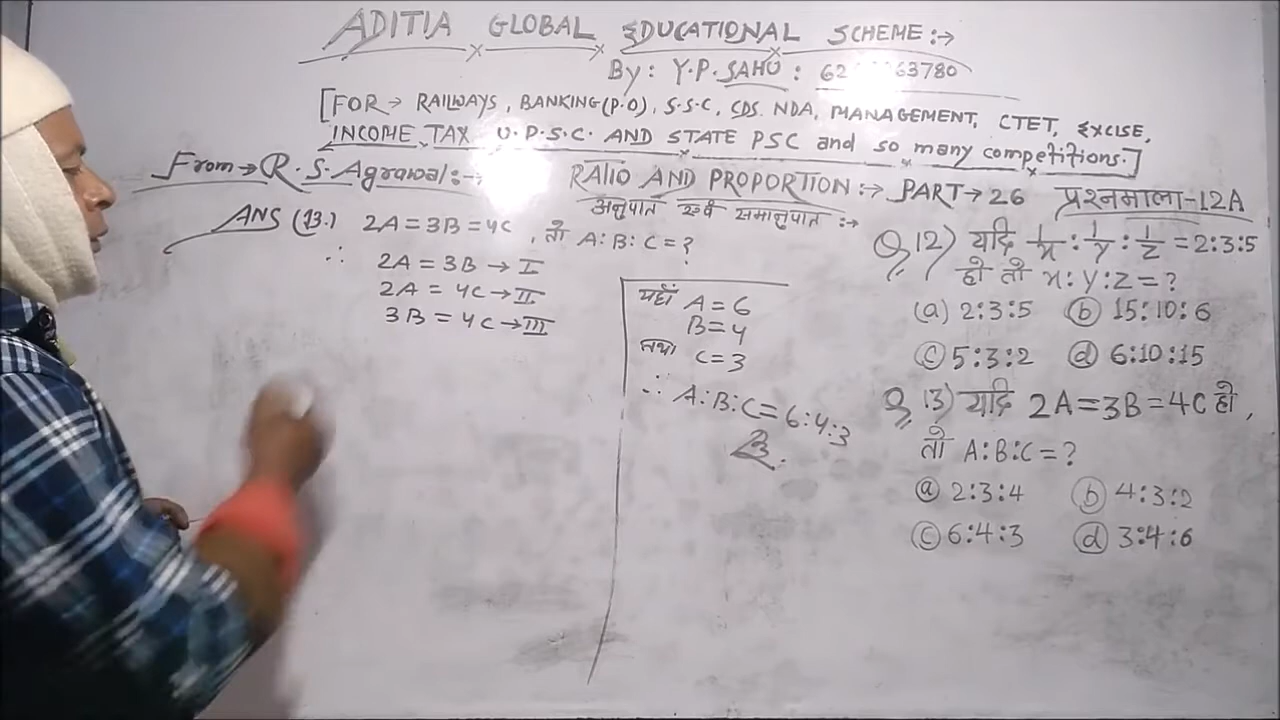 ADITIA GLOBAL EDUCATIONAL SCHEME:→
By: Y.P. SAHU: 62 63780
[FOR → RAILWAYS, BANKING(P.O), S.S.C, CDS. NDA, MANAGEMENT, CTET, EXCISE,
INCOME TAX U.P.S.C. AND STATE PSC and so many competitions.]
From → R.S. Agrawal:→
RATIO AND PROPORTION:→ PART→26 प्रश्नमाला-12A
अनुपात एवं समानुपात:→
ANS (13.) 2A=3B=4C, तो A:B:C=?
∴ 2A = 3B → I
2A = 4C → II
3B = 4C → III
यहाँ A=6
B=4
तथा C=3
∴ A:B:C=6:4:3
Q, 12) यदि 1/x : 1/y : 1/z = 2:3:5
हो तो x:y:z=?
(a) 2:3:5 (b) 15:10:6
(c) 5:3:2 (d) 6:10:15
Q, 13) यदि 2A=3B=4C हो,
तो A:B:C=?
(a) 2:3:4 (b) 4:3:2
(c) 6:4:3 (d) 3:4:6